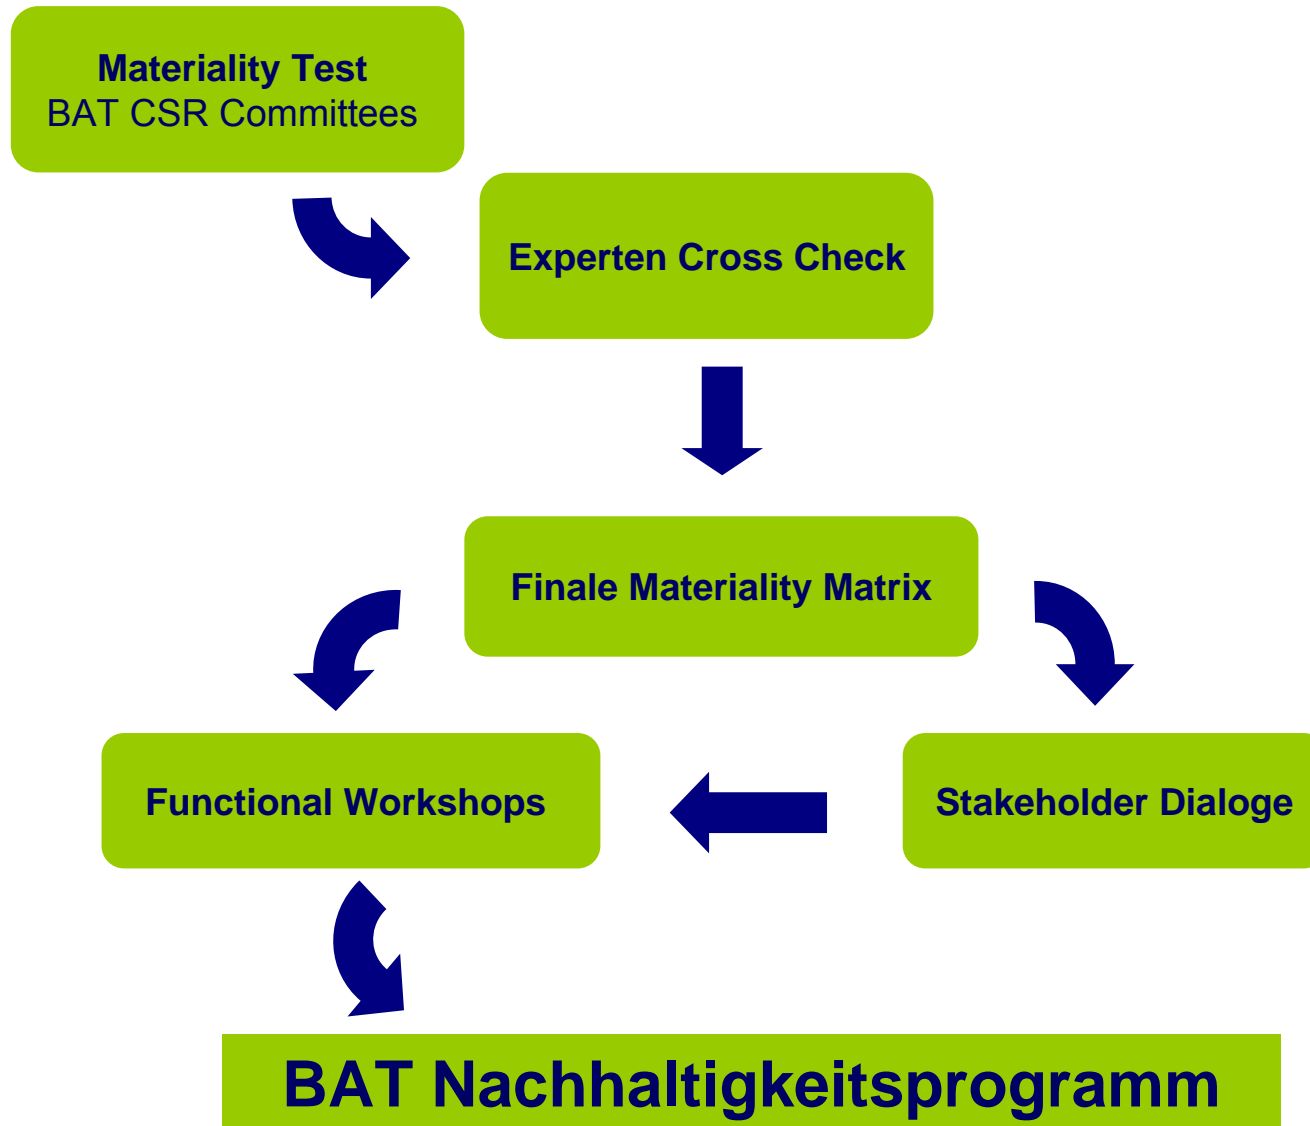 Materiality Test
BAT CSR Committees
Experten Cross Check
Finale Materiality Matrix
Functional Workshops
Stakeholder Dialoge
BAT Nachhaltigkeitsprogramm